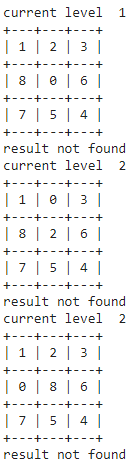 current level  1
+---+---+---+
| 1 | 2 | 3 |
+---+---+---+
| 8 | 0 | 6 |
+---+---+---+
| 7 | 5 | 4 |
+---+---+---+
result not found
current level  2
+---+---+---+
| 1 | 0 | 3 |
+---+---+---+
| 8 | 2 | 6 |
+---+---+---+
| 7 | 5 | 4 |
+---+---+---+
result not found
current level  2
+---+---+---+
| 1 | 2 | 3 |
+---+---+---+
| 0 | 8 | 6 |
+---+---+---+
| 7 | 5 | 4 |
+---+---+---+
result not found